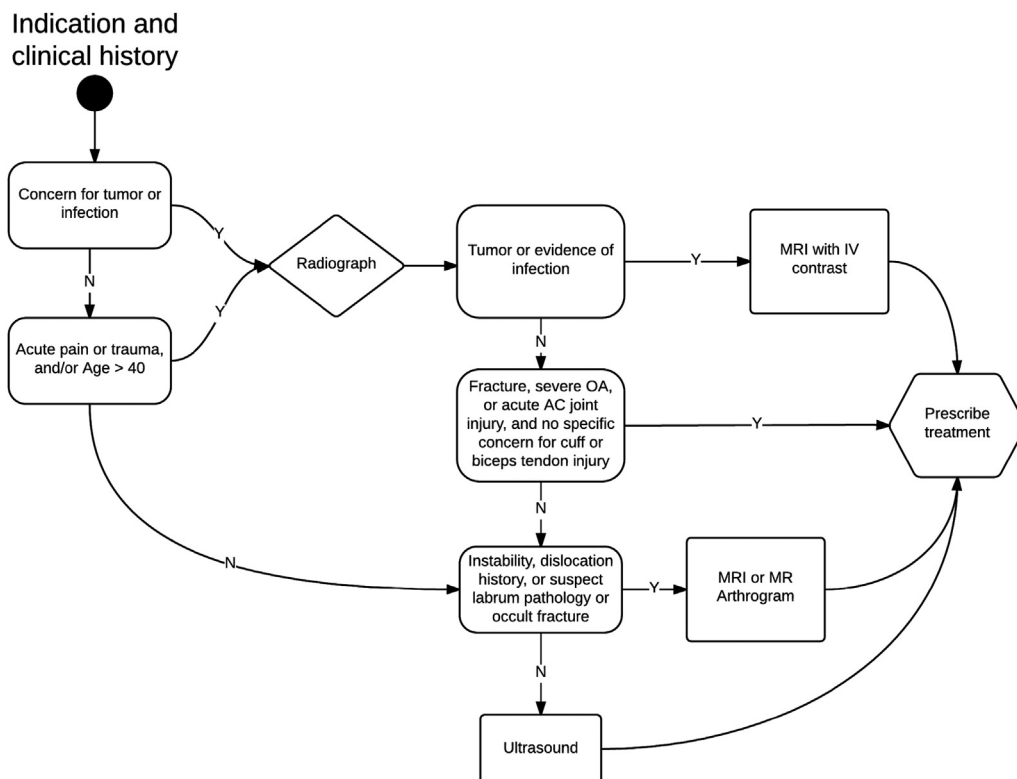 Indication and
clinical history
Concern for tumor or
infection
Y
N
Acute pain or trauma,
and/or Age > 40
Y
N
Radiograph
Tumor or evidence of
infection
Y
N
MRI with IV
contrast
Fracture, severe OA,
or acute AC joint
injury, and no specific
concern for cuff or
biceps tendon injury
Y
N
Prescribe
treatment
Instability, dislocation
history, or suspect
labrum pathology or
occult fracture
Y
N
MRI or MR
Arthrogram
Ultrasound